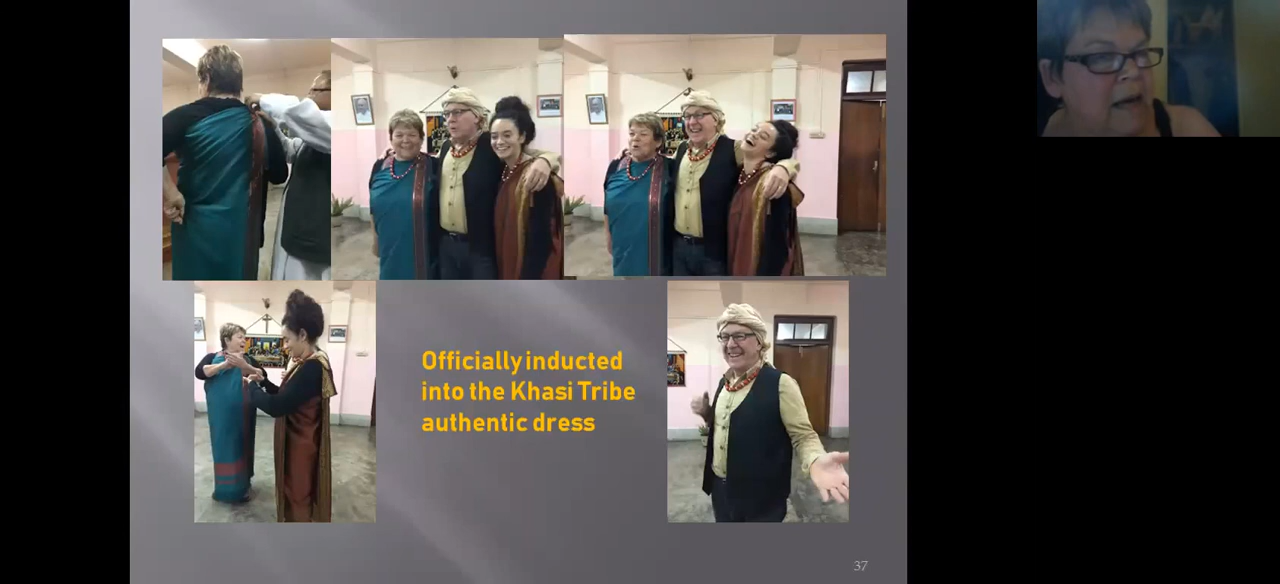 Officially inducted
into the Khasi Tribe
authentic dress
37